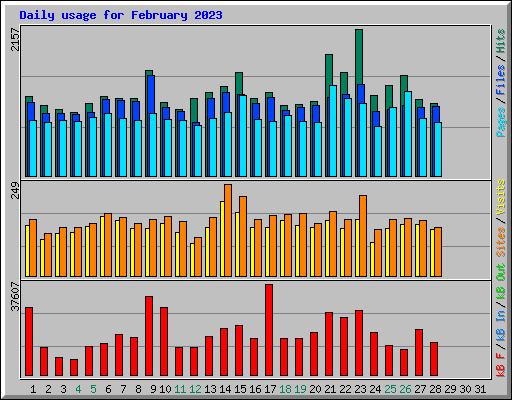 Daily usage for February 2023
2157
Pages / Files / Hits
249
Sites / Visits
37607
kB F / kB In / kB Out
1 2 3 4 5 6 7 8 9 10 11 12 13 14 15 16 17 18 19 20 21 22 23 24 25 26 27 28 29 30 31